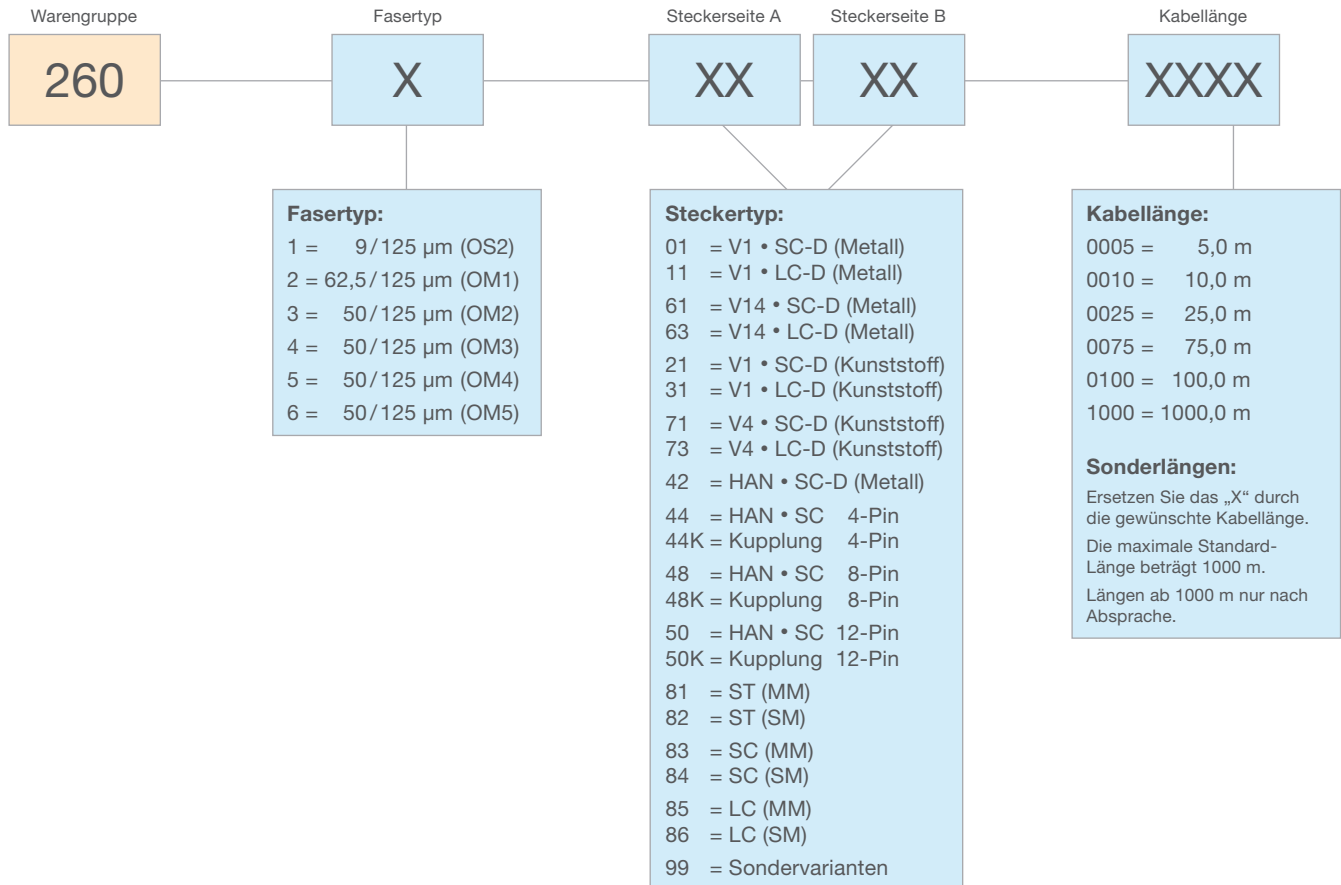 Warengruppe
Fasertyp
Steckerseite A
Steckerseite B
Kabellänge
260
X
XX
XX
XXXX
Fasertyp:
1 = 9/125 µm (OS2)
2 = 62,5/125 µm (OM1)
3 = 50/125 µm (OM2)
4 = 50/125 µm (OM3)
5 = 50/125 µm (OM4)
6 = 50/125 µm (OM5)
Steckertyp:
01 = V1 • SC-D (Metall)
11 = V1 • LC-D (Metall)
61 = V14 • SC-D (Metall)
63 = V14 • LC-D (Metall)
21 = V1 • SC-D (Kunststoff)
31 = V1 • LC-D (Kunststoff)
71 = V4 • SC-D (Kunststoff)
73 = V4 • LC-D (Kunststoff)
42 = HAN • SC-D (Metall)
44 = HAN • SC 4-Pin
44K = Kupplung 4-Pin
48 = HAN • SC 8-Pin
48K = Kupplung 8-Pin
50 = HAN • SC 12-Pin
50K = Kupplung 12-Pin
81 = ST (MM)
82 = ST (SM)
83 = SC (MM)
84 = SC (SM)
85 = LC (MM)
86 = LC (SM)
99 = Sondervarianten
Kabellänge:
0005 = 5,0 m
0010 = 10,0 m
0025 = 25,0 m
0075 = 75,0 m
0100 = 100,0 m
1000 = 1000,0 m
Sonderlängen:
Ersetzen Sie das „X“ durch
die gewünschte Kabellänge.
Die maximale Standard-
Länge beträgt 1000 m.
Längen ab 1000 m nur nach
Absprache.